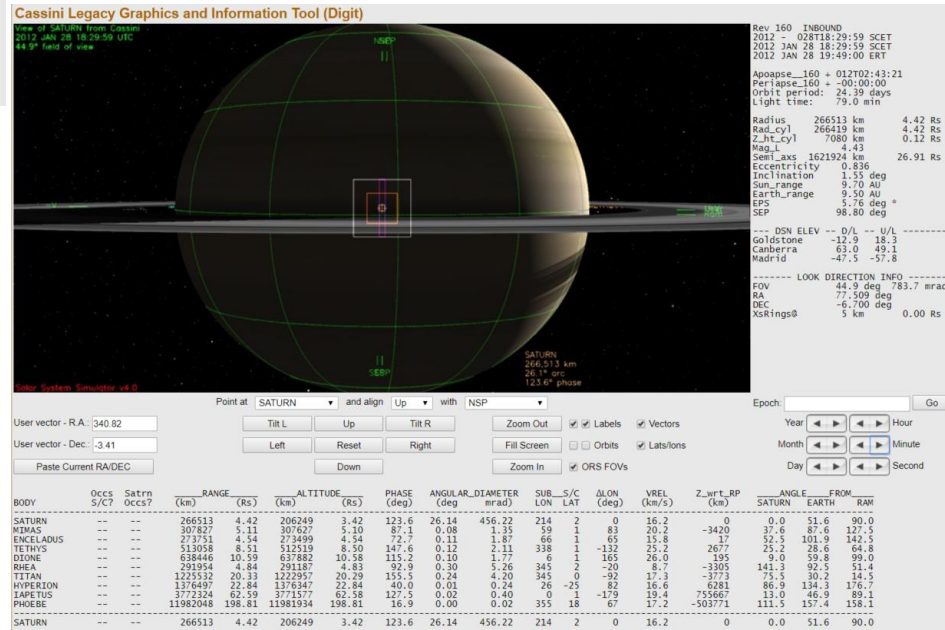 Cassini Legacy Graphics and Information Tool (Digit)
View of SATURN from Cassini
2012 JAN 28 18:29:59 UTC
44.9° field of view
NSEP
SATURN
266,513 km
26.1° arc
123.6° phase
Solar System Simulator v4.0
Rev 160 INBOUND
2012 - 028T18:29:59 SCET
2012 JAN 28 18:29:59 SCET
2012 JAN 28 19:49:00 ERT
Apoapse__160 + 012T02:43:21
Periapse_160 + -00:00:00
Orbit period: 24.39 days
Light time: 79.0 min
Radius 266513 km 4.42 Rs
Rad_cyl 266419 km 4.42 Rs
Z_ht_cyl 7080 km 0.12 Rs
Mag_L 4.43
Semi_axs 1621924 km 26.91 Rs
Eccentricity 0.836
Inclination 1.55 deg
Sun_range 9.70 AU
Earth_range 9.50 AU
EPS 5.76 deg °
SEP 98.80 deg
--- DSN ELEV -- D/L -- U/L --------
Goldstone -12.9 18.3
Canberra 63.0 49.1
Madrid -47.5 -57.8
------- LOOK DIRECTION INFO -------
FOV 44.9 deg 783.7 mrad
RA 77.509 deg
DEC -6.700 deg
XsRings@ 5 km 0.00 Rs
Point at SATURN and align Up with NSP
Epoch: Go
User vector - R.A.: 340.82 Tilt L Up Tilt R Zoom Out Labels Vectors Year Hour
User vector - Dec.: -3.41 Left Reset Right Fill Screen Orbits Lats/lons Month Minute
Paste Current RA/DEC Down Zoom In ORS FOVs Day Second
Occs Satrn ____RANGE____ ____ALTITUDE____ PHASE ANGULAR_DIAMETER SUB__S/C ΔLON VREL Z_wrt_RP ____ANGLE__FROM____
BODY S/C? Occs? (km) (Rs) (km) (Rs) (deg) (deg mrad) LON LAT (deg) (km/s) (km) SATURN EARTH RAM
SATURN -- -- 266513 4.42 206249 3.42 123.6 26.14 456.22 214 2 0 16.2 0 0.0 51.6 90.0
MIMAS -- -- 307827 5.11 307627 5.10 87.1 0.08 1.35 59 1 83 20.2 -3420 37.6 87.6 127.5
ENCELADUS -- -- 273751 4.54 273499 4.54 72.7 0.11 1.87 66 1 65 15.8 17 52.5 101.9 142.5
TETHYS -- -- 513058 8.51 512519 8.50 147.6 0.12 2.11 338 1 -132 25.2 2677 25.2 28.6 64.8
DIONE -- -- 638446 10.59 637882 10.58 115.2 0.10 1.77 6 1 165 26.0 195 9.0 59.8 99.0
RHEA -- -- 291954 4.84 291187 4.83 92.9 0.30 5.26 345 2 -20 8.7 -3305 141.3 92.5 51.4
TITAN -- -- 1225532 20.33 1222957 20.29 155.5 0.24 4.20 345 0 -92 17.3 -3773 75.5 30.2 14.5
HYPERION -- -- 1376497 22.84 1376347 22.84 40.0 0.01 0.24 26 -25 82 16.6 6281 86.9 134.3 176.7
IAPETUS -- -- 3772324 62.59 3771577 62.58 127.5 0.02 0.40 0 1 -179 19.4 755667 13.0 46.9 89.1
PHOEBE -- -- 11982048 198.81 11981934 198.81 16.9 0.00 0.02 355 18 67 17.2 -503771 111.5 157.4 158.1
SATURN -- -- 266513 4.42 206249 3.42 123.6 26.14 456.22 214 2 0 16.2 0 0.0 51.6 90.0